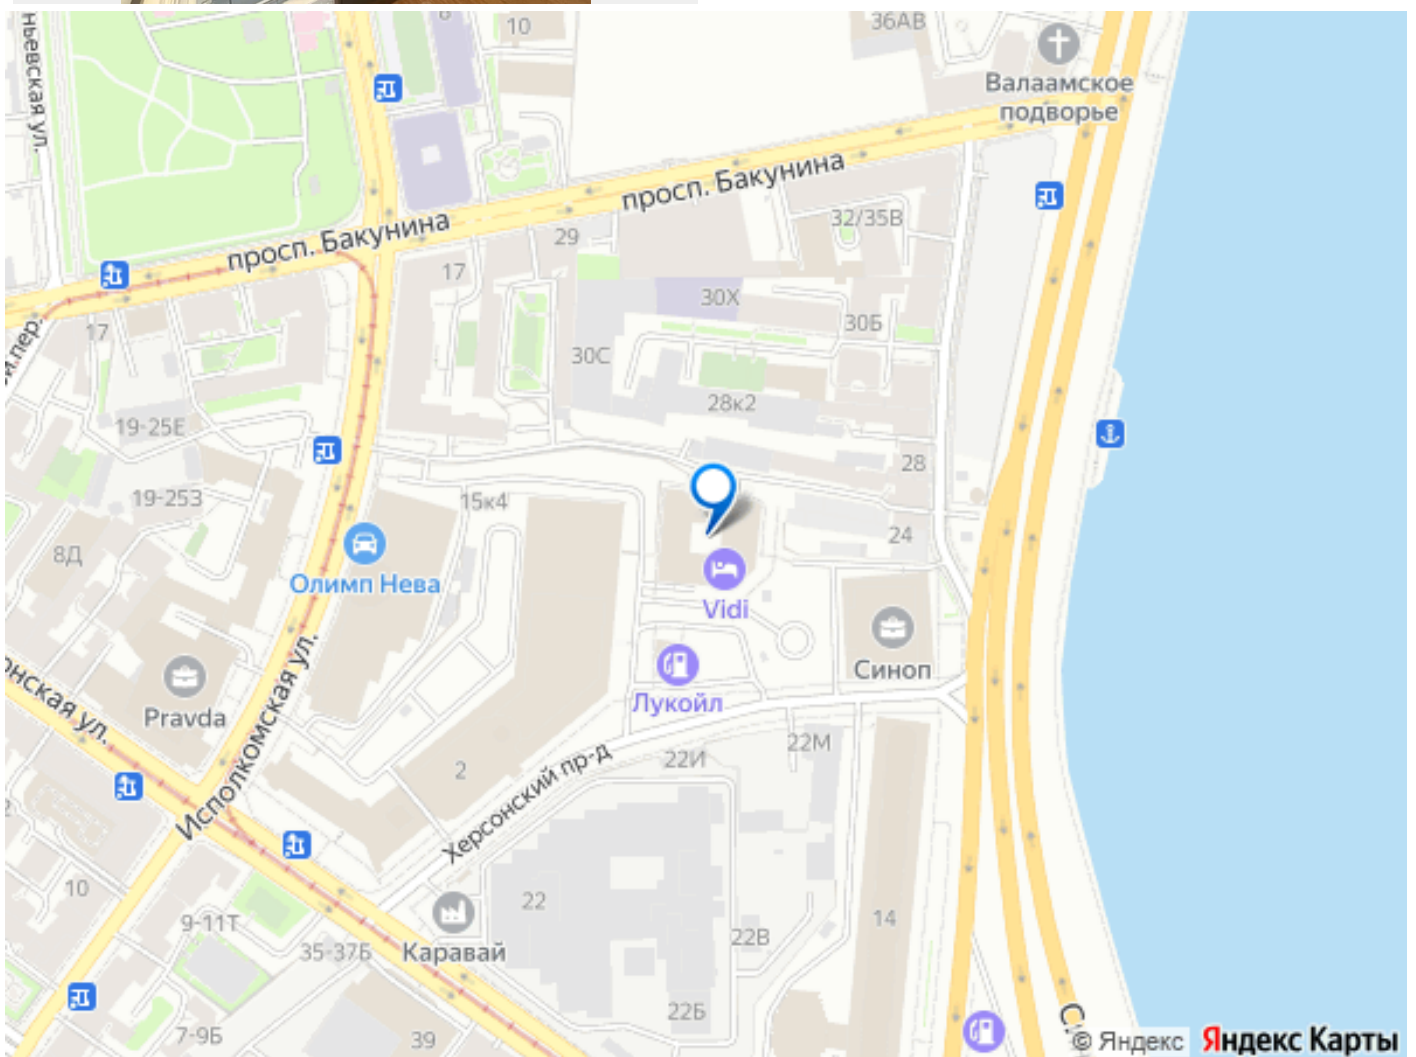 36АВ
10
Валаамское
подворье
ньевская ул.
просп. Бакунина
32/35В
просп. Бакунина
29
17
30Х
30Б
17
30С
28к2
19-25Е
28
19-253
15к4
24
8Д
Олимп Нева
Vidi
Синоп
Лукойл
Pravda
Исполкомская ул.
22М
22И
2
Херсонский пр-д
10
22
9-11Т
14
35-37Б
Каравай
22В
22Б
7-9Б
39
© Яндекс
Яндекс Карты